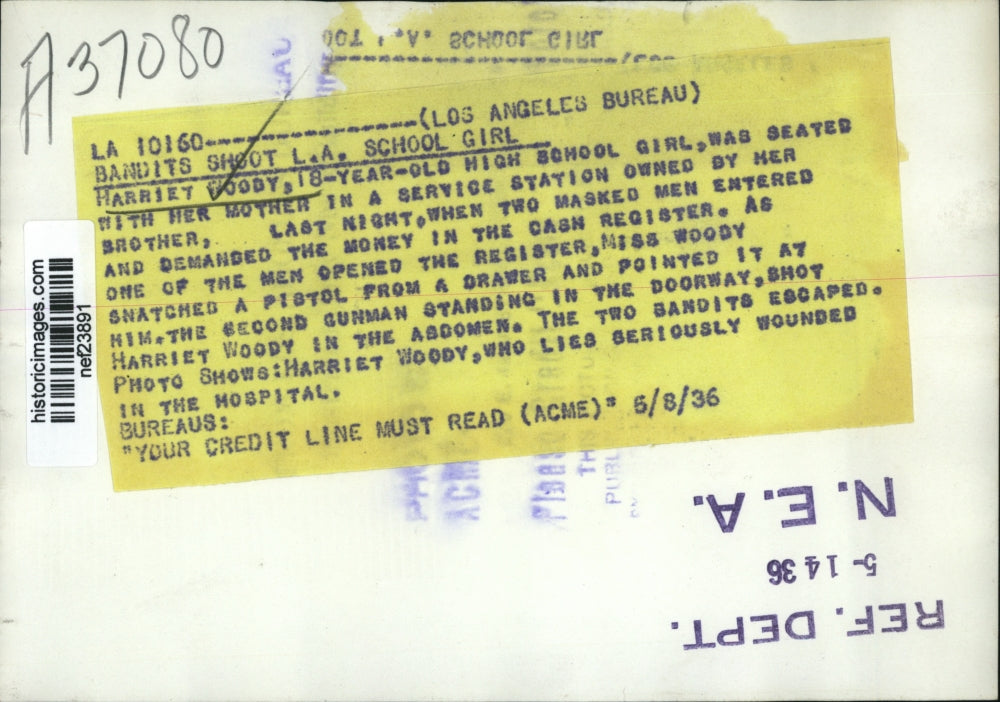 A37080
L.A. SCHOOL GIRL
LA 10160--------------------(LOS ANGELES BUREAU)
BANDITS SHOOT L.A. SCHOOL GIRL
HARRIET WOODY,18-YEAR-OLD HIGH SCHOOL GIRL,WAS SEATED
WITH HER MOTHER IN A SERVICE STATION OWNED BY HER
BROTHER, LAST NIGHT,WHEN TWO MASKED MEN ENTERED
AND DEMANDED THE MONEY IN THE CASH REGISTER. AS
ONE OF THE MEN OPENED THE REGISTER,MISS WOODY
SNATCHED A PISTOL FROM A DRAWER AND POINTED IT AT
HIM.THE SECOND GUNMAN STANDING IN THE DOORWAY,SHOT
HARRIET WOODY IN THE ABDOMEN. THE TWO BANDITS ESCAPED.
PHOTO SHOWS:HARRIET WOODY,WHO LIES SERIOUSLY WOUNDED
IN THE HOSPITAL.
BUREAUS:
"YOUR CREDIT LINE MUST READ (ACME)" 5/8/36
historicimages.com
nef23891
ACME
REF. DEPT.
5-14 36
N. E. A.